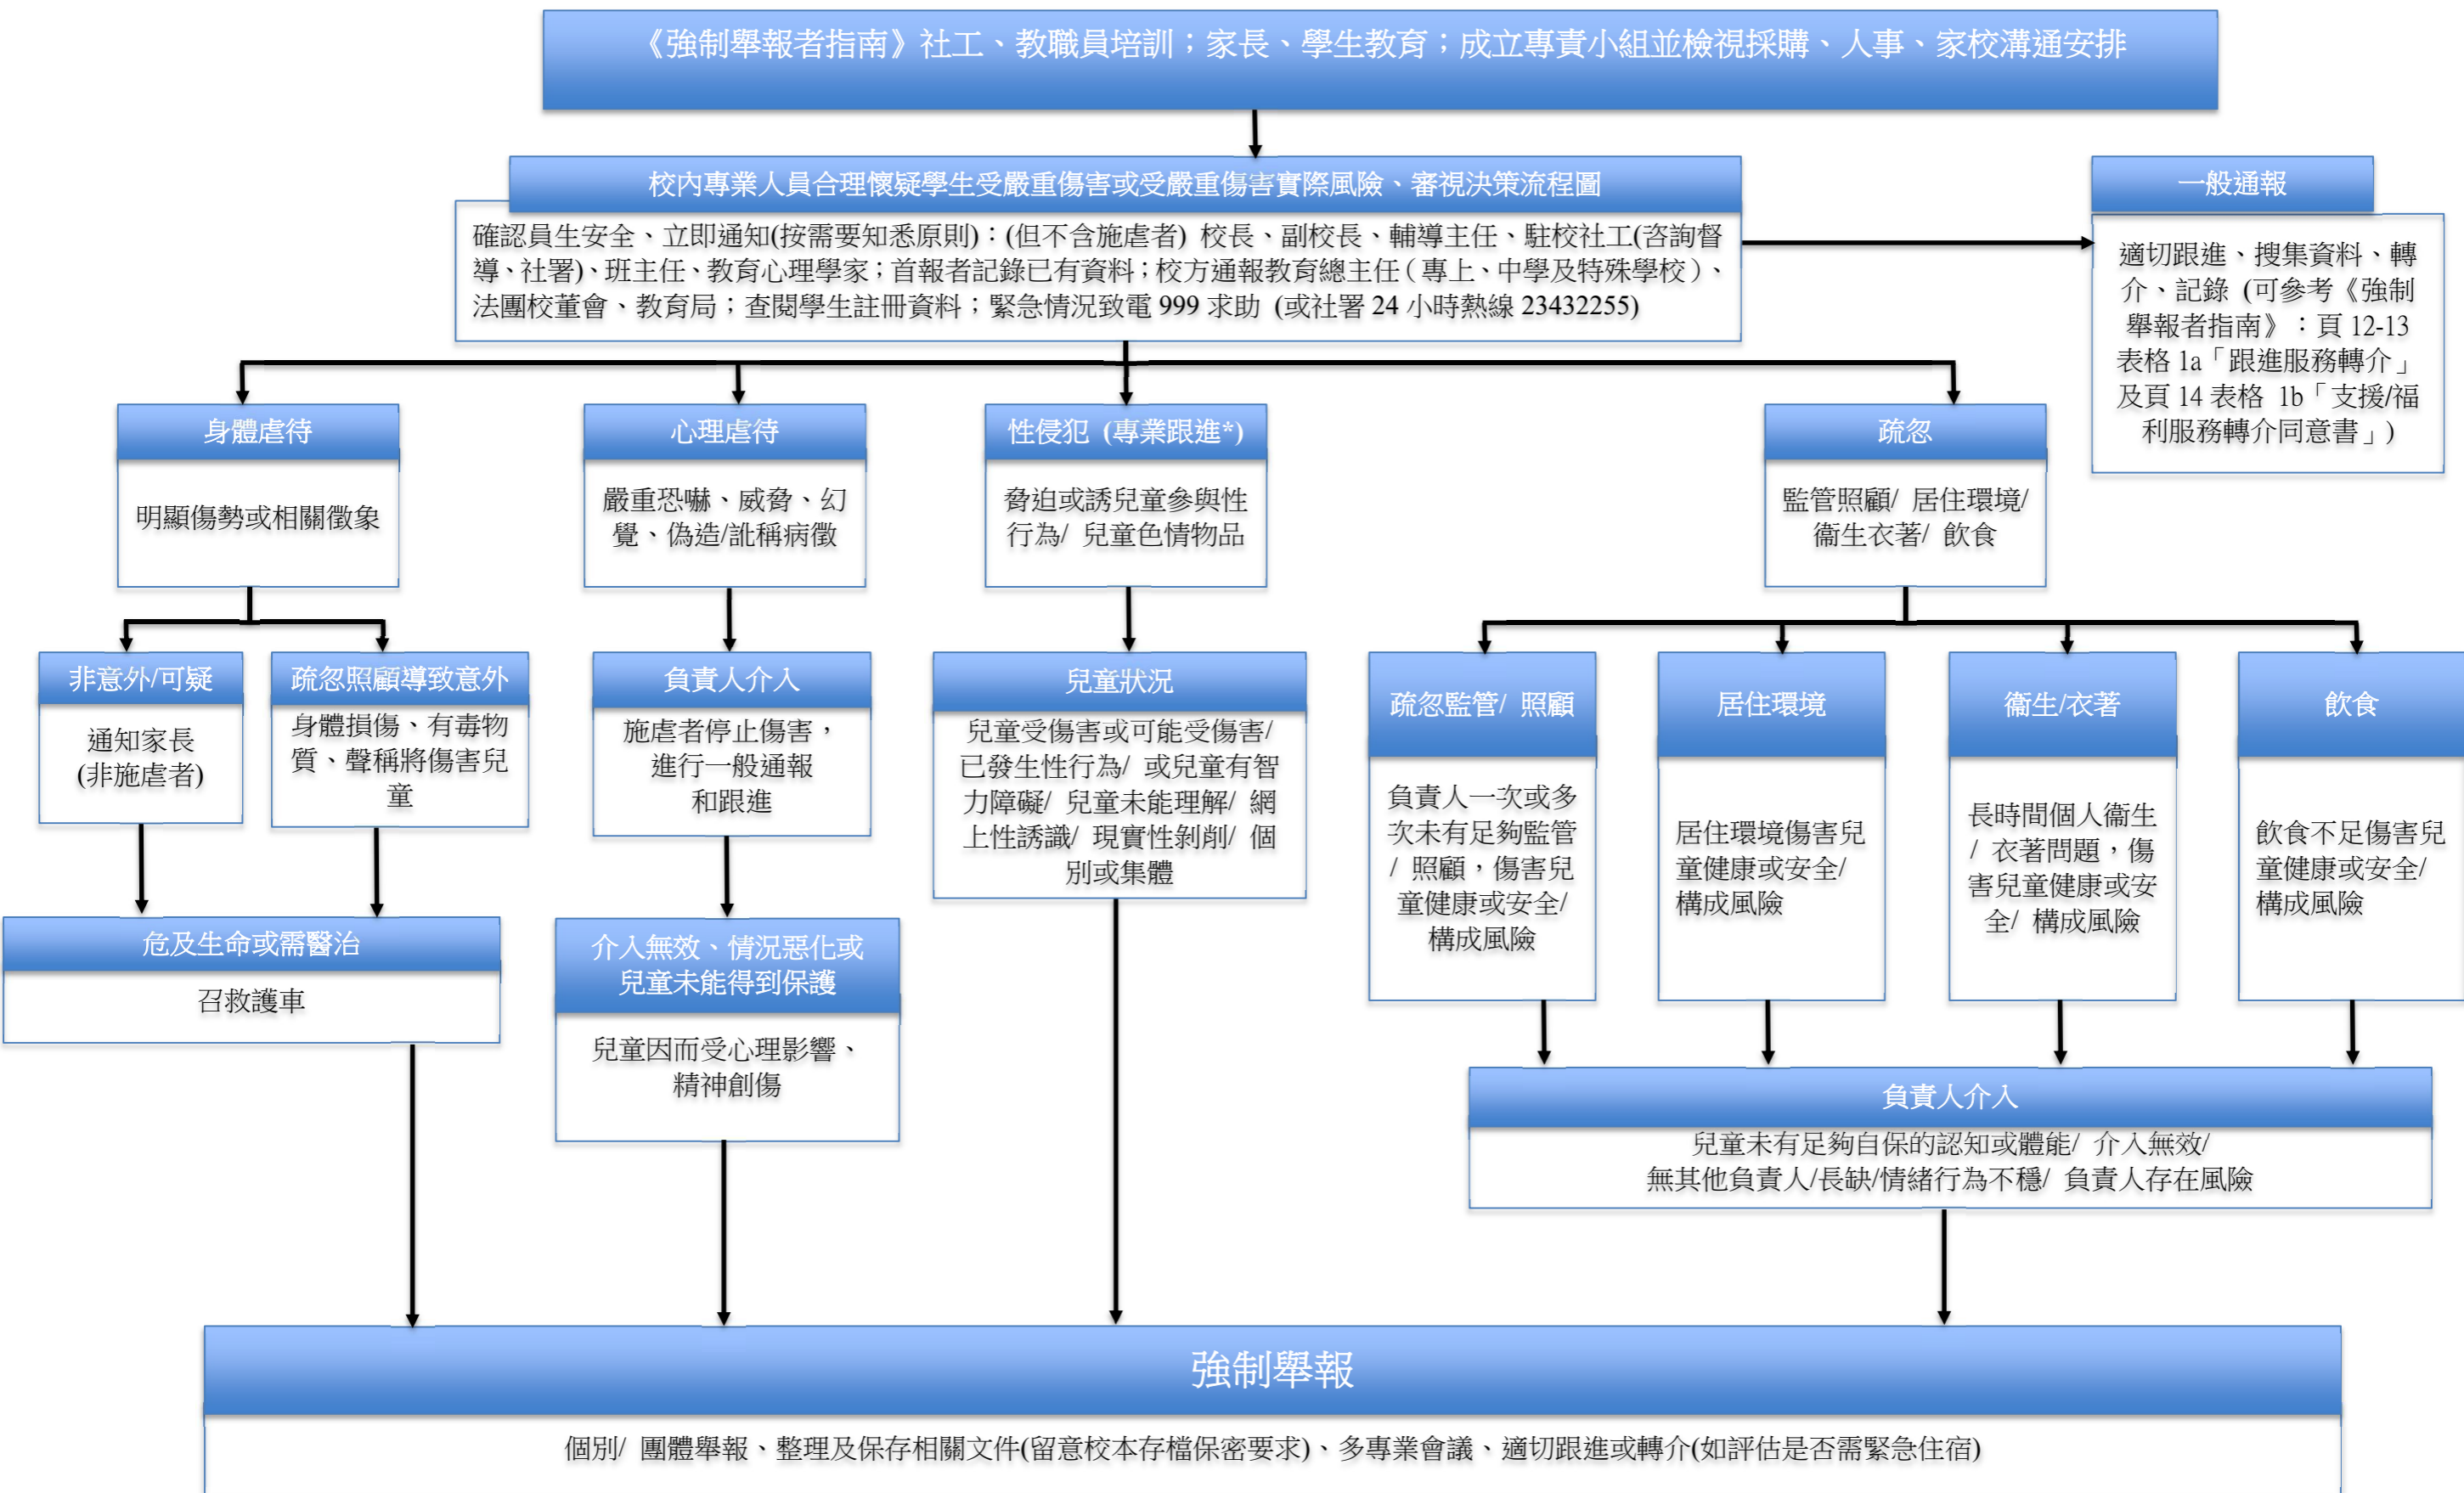 《強制舉報者指南》社工、教職員培訓；家長、學生教育；成立專責小組並檢視採購、人事、家校溝通安排
校內專業人員合理懷疑學生受嚴重傷害或受嚴重傷害實際風險、審視決策流程圖
確認員生安全、立即通知(按需要知悉原則)：(但不含施虐者) 校長、副校長、輔導主任、駐校社工(咨詢督
導、社署)、班主任、教育心理學家；首報者記錄已有資料；校方通報教育總主任（專上、中學及特殊學校）、
法團校董會、教育局；查閱學生註冊資料；緊急情況致電 999 求助 (或社署 24 小時熱線 23432255)
一般通報
適切跟進、搜集資料、轉
介、記錄 (可參考《強制
舉報者指南》：頁 12-13
表格 1a「跟進服務轉介」
及頁 14 表格 1b「支援/福
利服務轉介同意書」)
身體虐待
明顯傷勢或相關徵象
心理虐待
嚴重恐嚇、威脅、幻
覺、偽造/訛稱病徵
性侵犯 (專業跟進*)
脅迫或誘兒童參與性
行為/ 兒童色情物品
疏忽
監管照顧/ 居住環境/
衞生衣著/ 飲食
非意外/可疑
通知家長
(非施虐者)
疏忽照顧導致意外
身體損傷、有毒物
質、聲稱將傷害兒
童
負責人介入
施虐者停止傷害，
進行一般通報
和跟進
兒童狀況
兒童受傷害或可能受傷害/
已發生性行為/ 或兒童有智
力障礙/ 兒童未能理解/ 網
上性誘識/ 現實性剝削/ 個
別或集體
疏忽監管/ 照顧
負責人一次或多
次未有足夠監管
/ 照顧，傷害兒
童健康或安全/
構成風險
居住環境
居住環境傷害兒
童健康或安全/
構成風險
衞生/衣著
長時間個人衞生
/ 衣著問題，傷
害兒童健康或安
全/ 構成風險
飲食
飲食不足傷害兒
童健康或安全/
構成風險
危及生命或需醫治
召救護車
介入無效、情況惡化或
兒童未能得到保護
兒童因而受心理影響、
精神創傷
負責人介入
兒童未有足夠自保的認知或體能/ 介入無效/
無其他負責人/長缺/情緒行為不穩/ 負責人存在風險
強制舉報
個別/ 團體舉報、整理及保存相關文件(留意校本存檔保密要求)、多專業會議、適切跟進或轉介(如評估是否需緊急住宿)